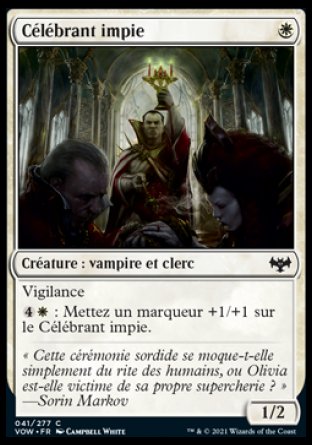 Célébrant impie
Créature : vampire et clerc
Vigilance
4 : Mettez un marqueur +1/+1 sur
le Célébrant impie.
« Cette cérémonie sordide se moque-t-elle
simplement du rite des humains, ou Olivia
est-elle victime de sa propre supercherie ? »
—Sorin Markov
1/2
041/277 C
VOW • FR Campbell White
™ & © 2021 Wizards of the Coast